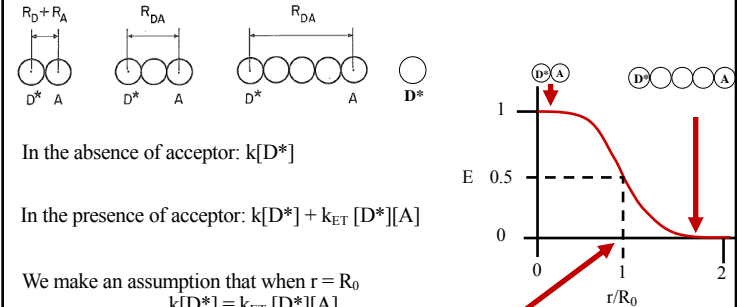 R_D+R_A
R_DA
R_DA
D* A
D* A
D* A
D*
In the absence of acceptor: k[D*]
In the presence of acceptor: k[D*] + k_ET [D*][A]
We make an assumption that when r = R_0
k[D*] = k_ET [D*][A]
D* A
D* A
1
E 0.5
0
0 1 2
r/R_0